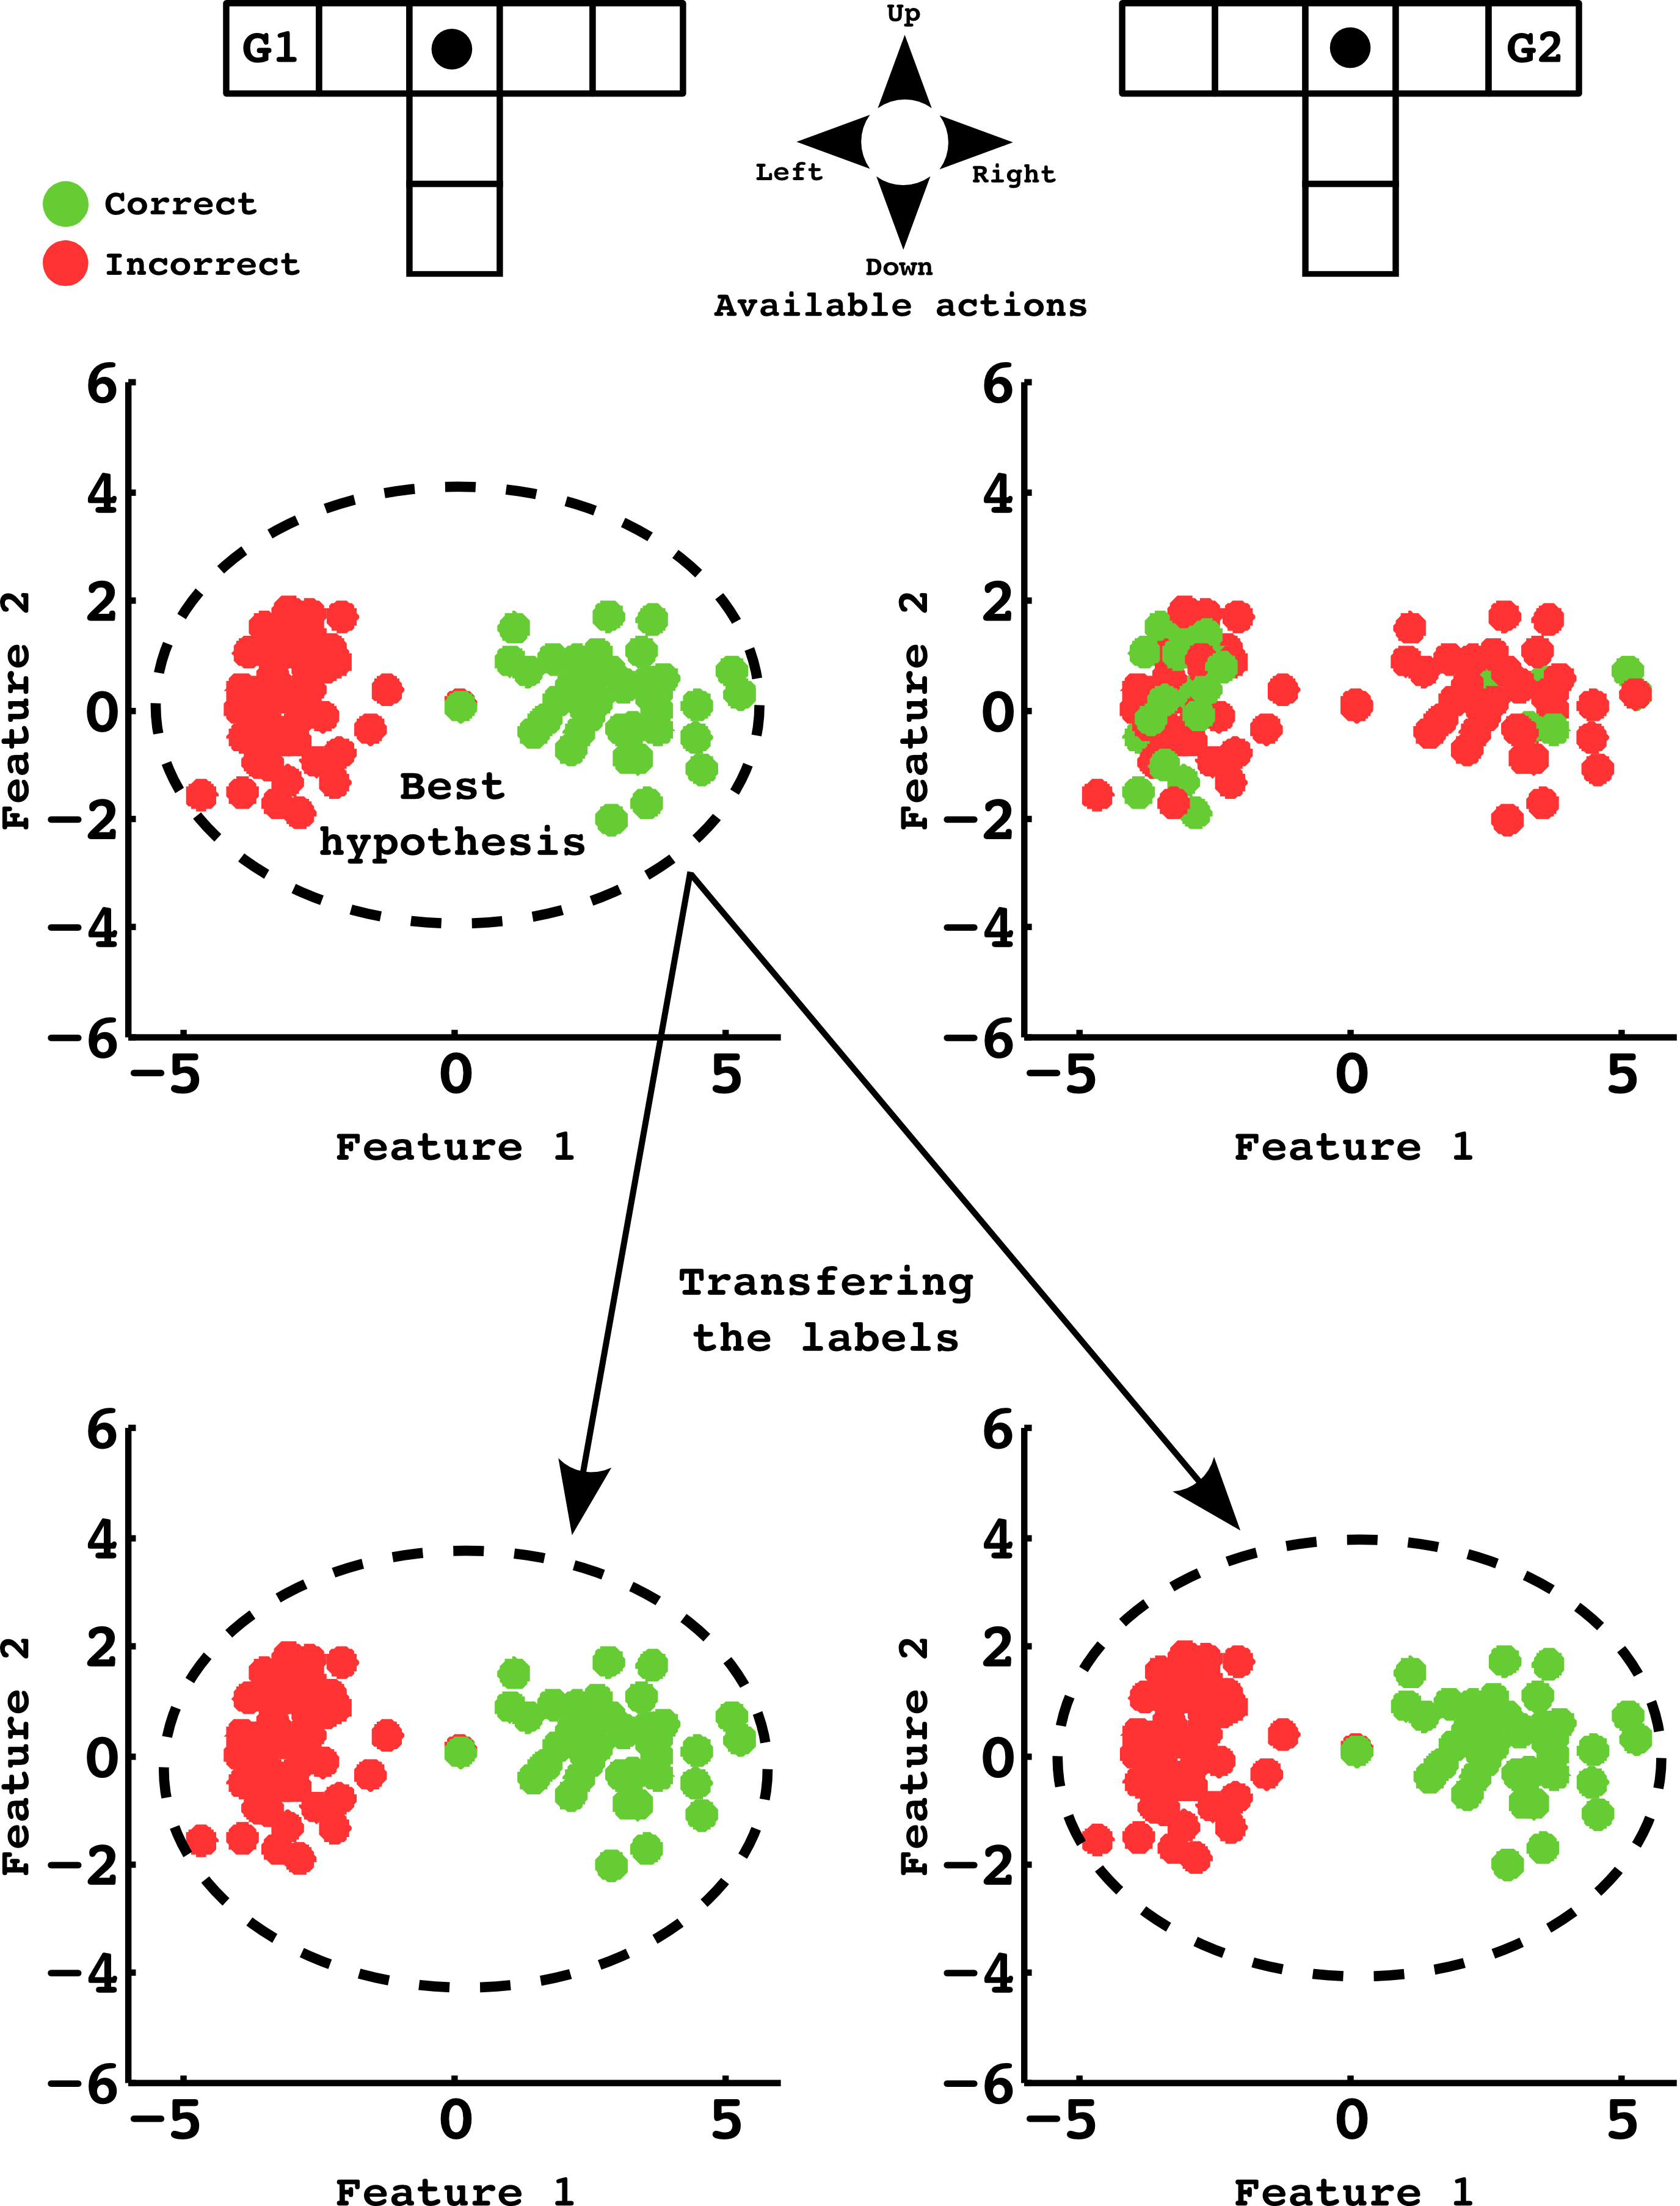 G1
G2
Up
Left
Right
Down
Available actions
Correct
Incorrect
6
4
2
0
−2
−4
−6
Feature 2
−5
0
5
Feature 1
Best
hypothesis
6
4
2
0
−2
−4
−6
Feature 2
−5
0
5
Feature 1
Transfering
the labels
6
4
2
0
−2
−4
−6
Feature 2
−5
0
5
Feature 1
6
4
2
0
−2
−4
−6
Feature 2
−5
0
5
Feature 1